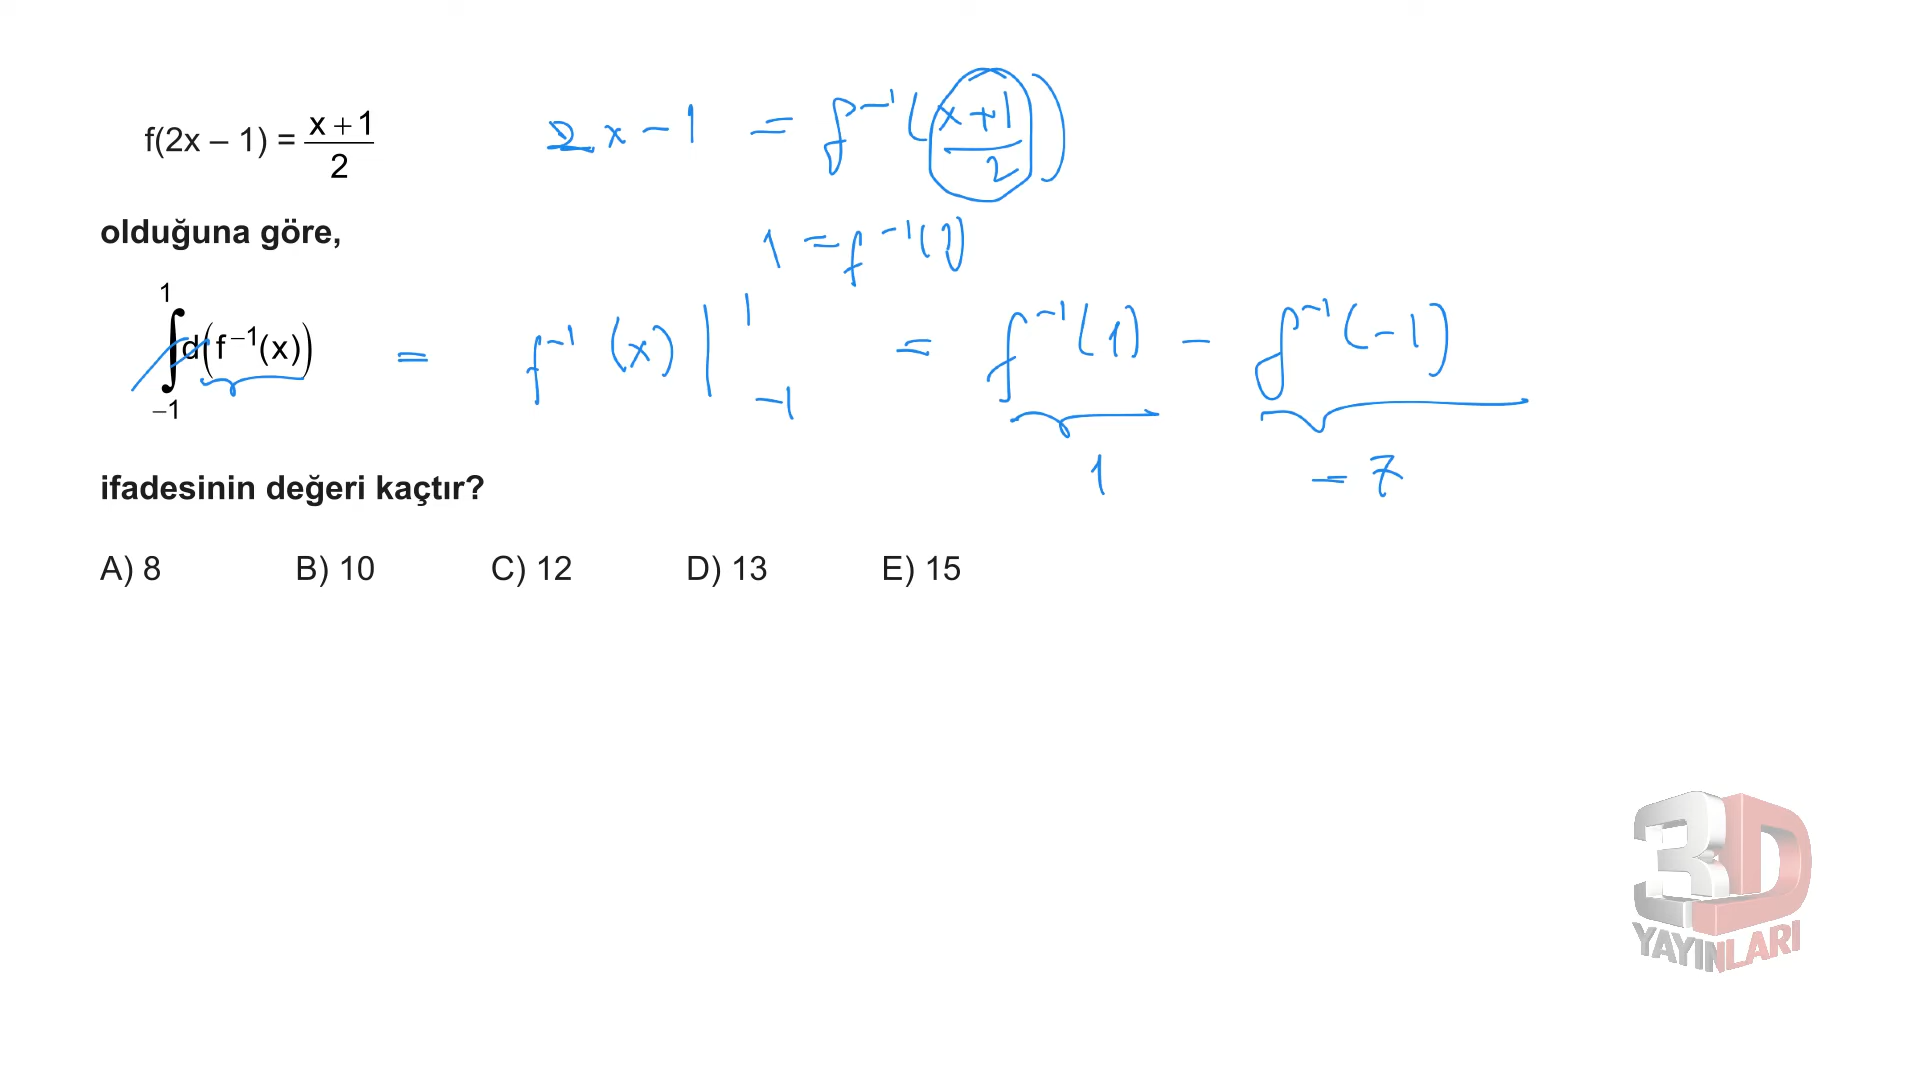 f(2x – 1) = x + 1 / 2
2x - 1 = f⁻¹(x+1 / 2)
olduğuna göre,
1 = f⁻¹(1)
∫₋₁¹ d(f⁻¹(x)) = f⁻¹(x) |₋₁¹ = f⁻¹(1) - f⁻¹(-1)
1
-7
ifadesinin değeri kaçtır?
A) 8 B) 10 C) 12 D) 13 E) 15
3D
YAYINLARI